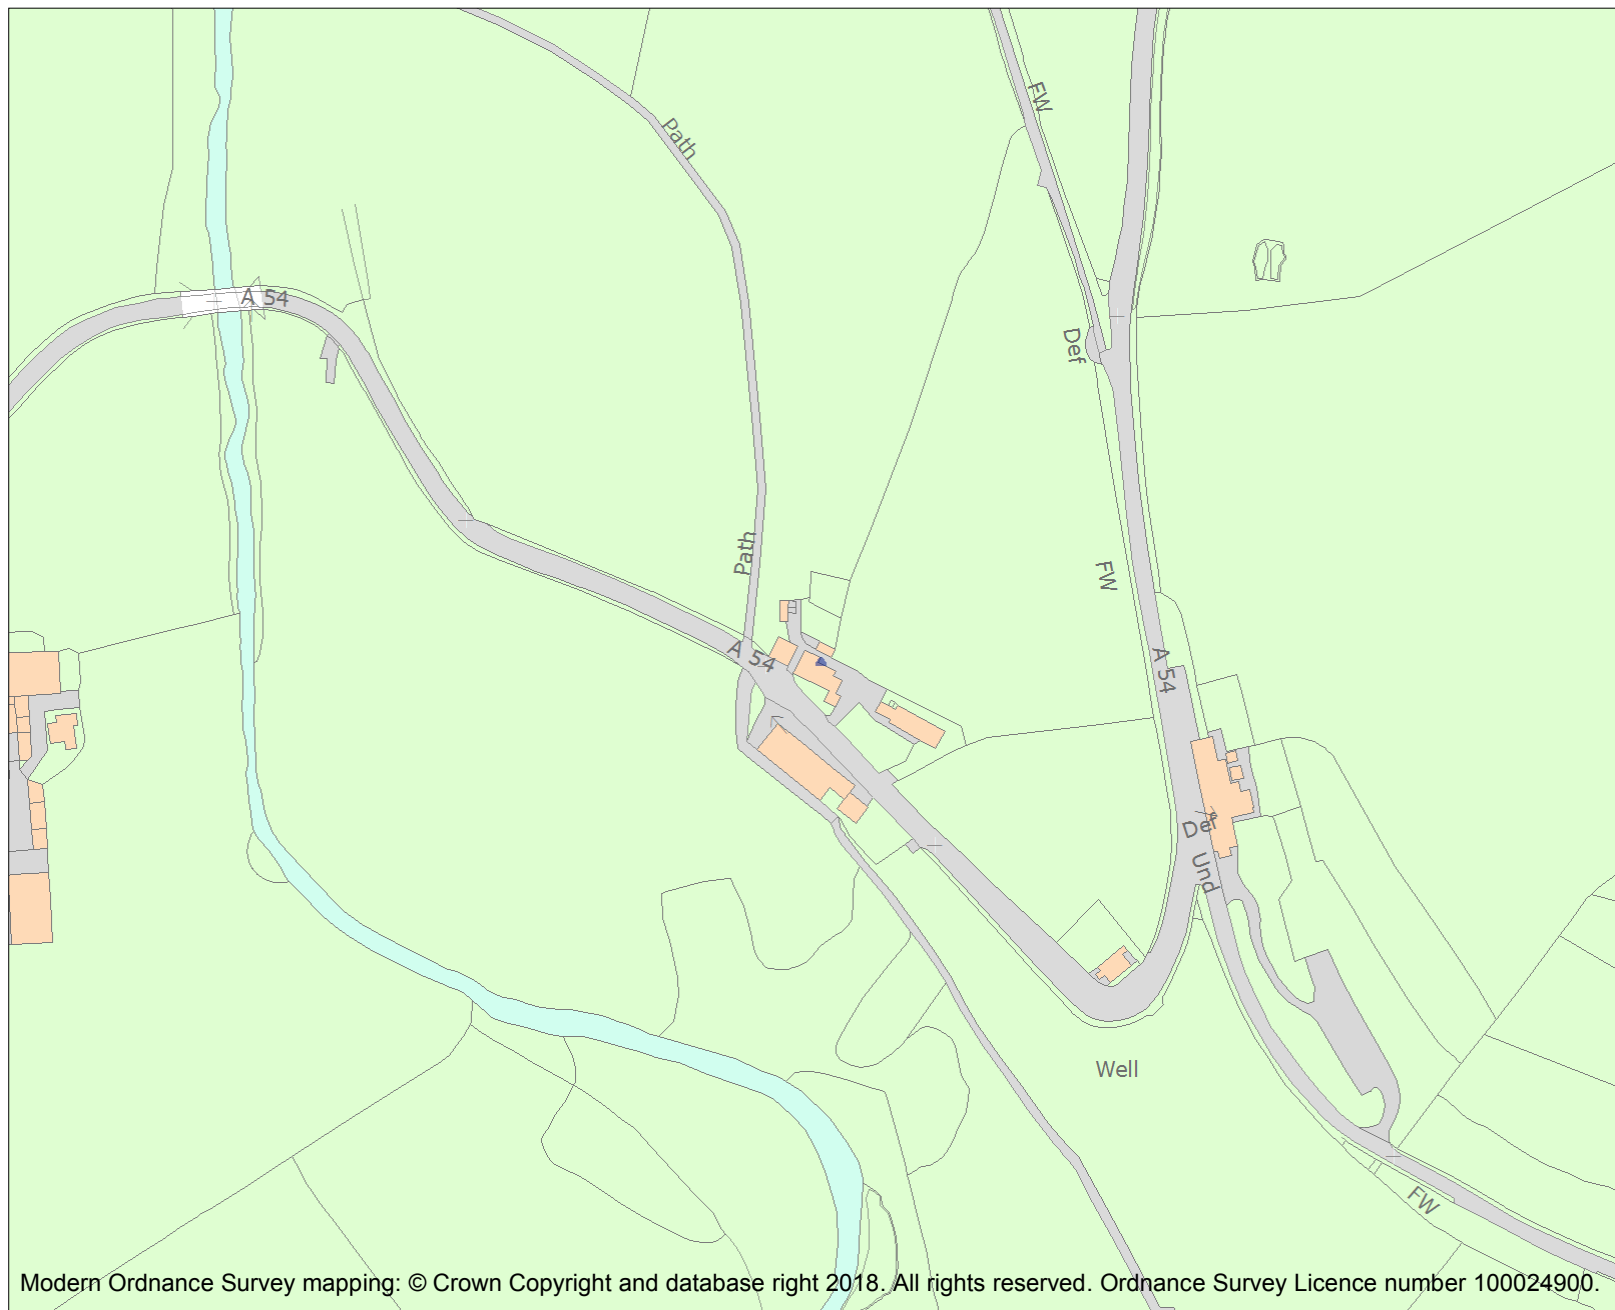 FW
Path
A 54
Def
Path
FW
A 54
A 54
Def
Und
Well
FW
Modern Ordnance Survey mapping: © Crown Copyright and database right 2018. All rights reserved. Ordnance Survey Licence number 100024900.